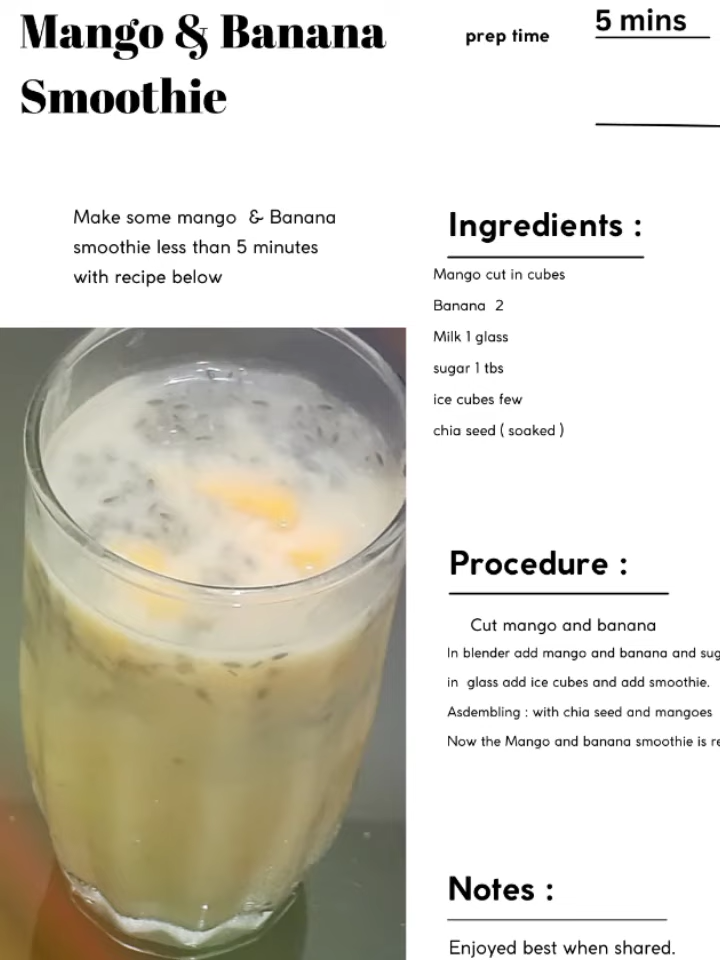 Mango & Banana
Smoothie
prep time
5 mins
Make some mango & Banana
smoothie less than 5 minutes
with recipe below
Ingredients :
Mango cut in cubes
Banana 2
Milk 1 glass
sugar 1 tbs
ice cubes few
chia seed ( soaked )
Procedure :
Cut mango and banana
In blender add mango and banana and
in glass add ice cubes and add smoothie.
Asdembling : with chia seed and mangoes
Now the Mango and banana smoothie is
Notes :
Enjoyed best when shared.